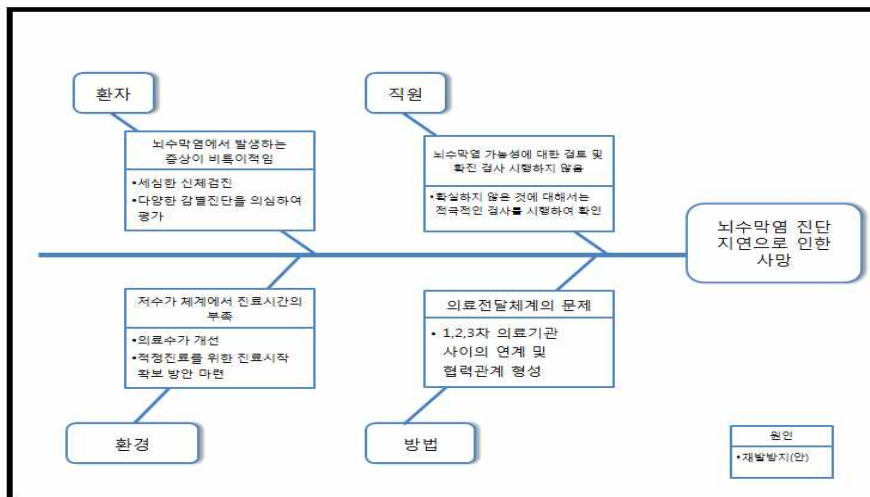 환자
직원
뇌수막염에서 발생하는
증상이 비특이적임
•세심한 신체검진
•다양한 감별진단을 의심하여
평가
뇌수막염 가능성에 대한 검토 및
확진 검사 시행하지 않음
•확실하지 않은 것에 대해서는
적극적인 검사를 시행하여 확인
뇌수막염 진단
지연으로 인한
사망
저수가 체계에서 진료시간의
부족
•의료수가 개선
•적정진료를 위한 진료시작
확보 방안 마련
의료전달체계의 문제
• 1,2,3차 의료기관
사이의 연계 및
협력관계 형성
환경
방법
원인
•재발방지(안)